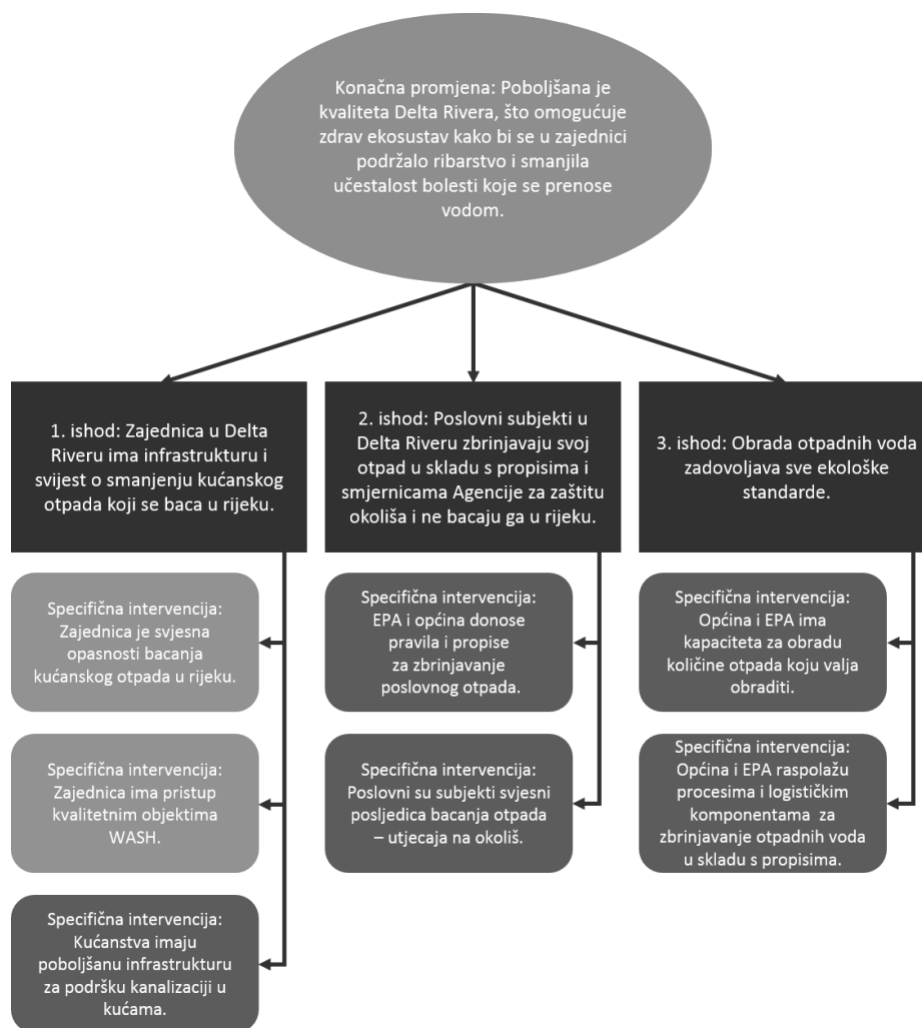 Konačna promjena: Poboljšana je
kvaliteta Delta Rivera, što omogućuje
zdrav ekosustav kako bi se u zajednici
podržalo ribarstvo i smanjila
učestalost bolesti koje se prenose
vodom.
1. ishod: Zajednica u Delta
Riveru ima infrastrukturu i
svijest o smanjenju kućanskog
otpada koji se baca u rijeku.
2. ishod: Poslovni subjekti u
Delta Riveru zbrinjavaju svoj
otpad u skladu s propisima i
smjernicama Agencije za zaštitu
okoliša i ne bacaju ga u rijeku.
3. ishod: Obrada otpadnih voda
zadovoljava sve ekološke
standarde.
Specifična intervencija:
Zajednica je svjesna
opasnosti bacanja
kućanskog otpada u rijeku.
Specifična intervencija:
EPA i općina donose
pravila i propise
za zbrinjavanje
poslovnog otpada.
Specifična intervencija:
Općina i EPA ima
kapaciteta za obradu
količine otpada koju valja
obraditi.
Specifična intervencija:
Zajednica ima pristup
kvalitetnim objektima
WASH.
Specifična intervencija:
Poslovni su subjekti svjesni
posljedica bacanja otpada
– utjecaja na okoliš.
Specifična intervencija:
Općina i EPA raspolažu
procesima i logističkim
komponentama za
zbrinjavanje otpadnih voda
u skladu s propisima.
Specifična intervencija:
Kućanstva imaju
poboljšanu infrastrukturu
za podršku kanalizaciji u
kućama.